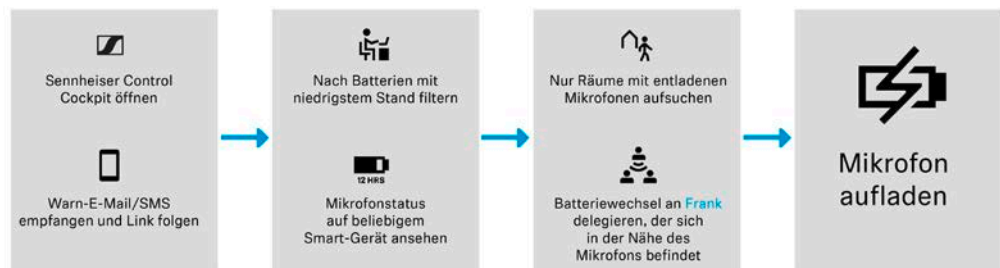 Sennheiser Control
Cockpit öffnen
Warn-E-Mail/SMS
empfangen und Link folgen
Nach Batterien mit
niedrigstem Stand filtern
12 HRS
Mikrofonstatus
auf beliebigem
Smart-Gerät ansehen
Nur Räume mit entladenen
Mikrofonen aufsuchen
Batteriewechsel an Frank
delegieren, der sich
in der Nähe des
Mikrofons befindet
Mikrofon
aufladen